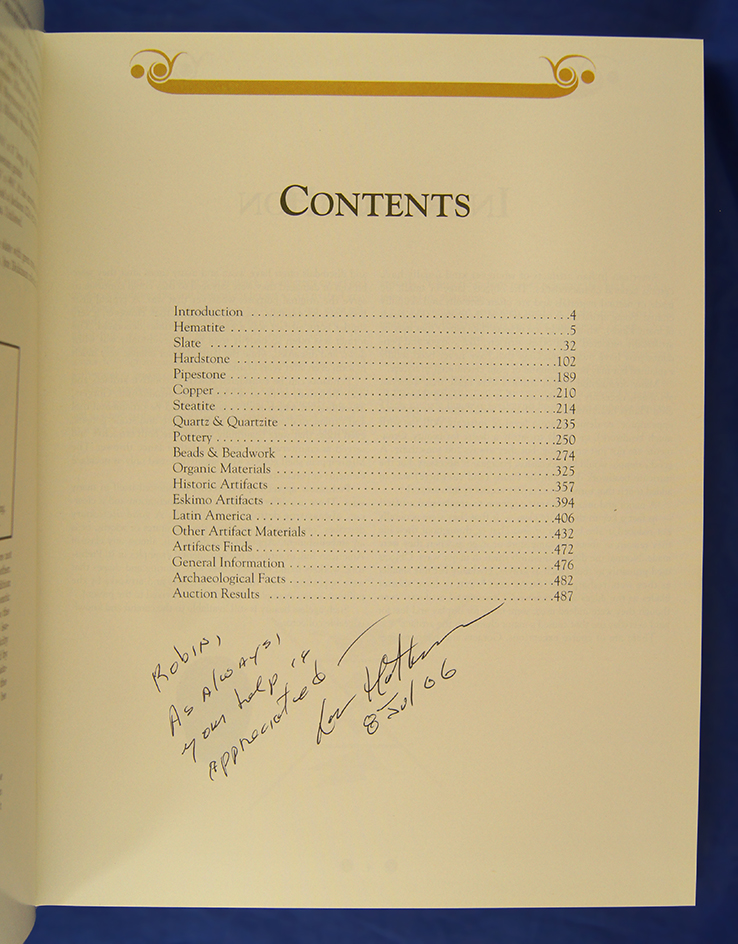 CONTENTS
Introduction . . . . . . . . . . . . . . . . . . . . 4
Hematite . . . . . . . . . . . . . . . . . . . . 5
Slate . . . . . . . . . . . . . . . . . . . . 32
Hardstone . . . . . . . . . . . . . . . . . . . . 102
Pipestone . . . . . . . . . . . . . . . . . . . . 189
Copper . . . . . . . . . . . . . . . . . . . . 210
Steatite . . . . . . . . . . . . . . . . . . . . 214
Quartz & Quartzite . . . . . . . . . . . . . . . . . . . . 235
Pottery . . . . . . . . . . . . . . . . . . . . 250
Beads & Beadwork . . . . . . . . . . . . . . . . . . . . 274
Organic Materials . . . . . . . . . . . . . . . . . . . . 325
Historic Artifacts . . . . . . . . . . . . . . . . . . . . 357
Eskimo Artifacts . . . . . . . . . . . . . . . . . . . . 394
Latin America . . . . . . . . . . . . . . . . . . . . 406
Other Artifact Materials . . . . . . . . . . . . . . . . . . . . 432
Artifacts Finds . . . . . . . . . . . . . . . . . . . . 472
General Information . . . . . . . . . . . . . . . . . . . . 476
Archaeological Facts . . . . . . . . . . . . . . . . . . . . 482
Auction Results . . . . . . . . . . . . . . . . . . . . 487
Robin,
As always,
your help is
appreciated —
8 Jul 06